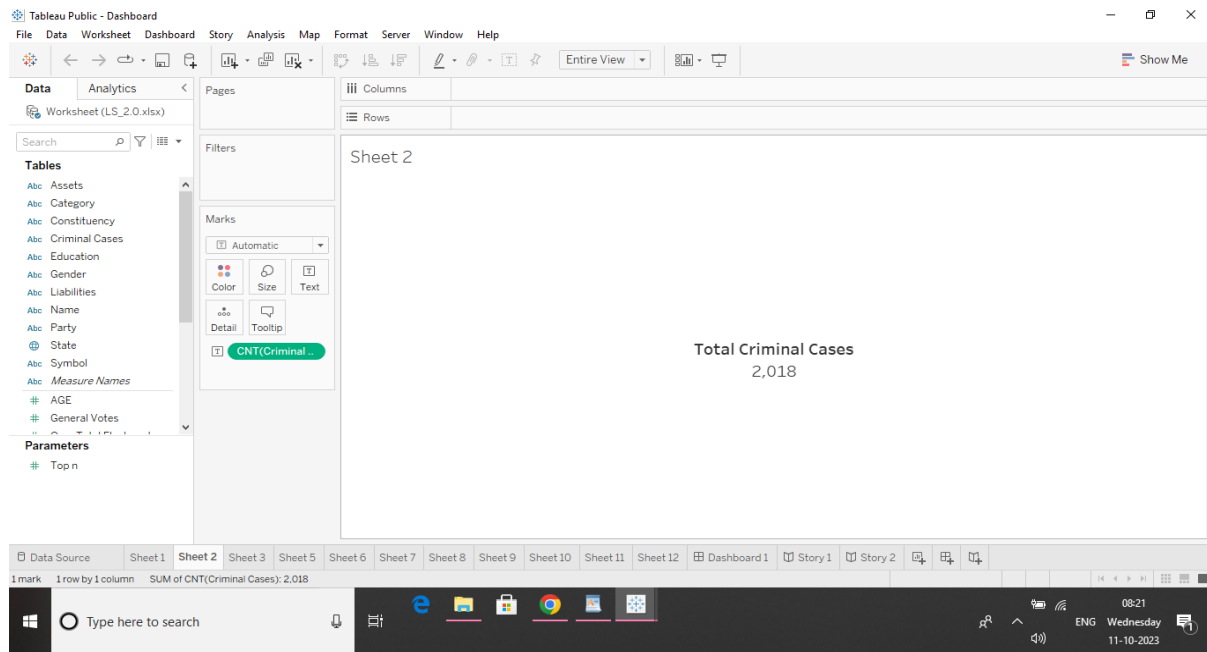 Tableau Public - Dashboard
File Data Worksheet Dashboard Story Analysis Map Format Server Window Help
Entire View
Show Me
Data Analytics
Worksheet (LS_2.0.xlsx)
Search
Tables
Abc Assets
Abc Category
Abc Constituency
Abc Criminal Cases
Abc Education
Abc Gender
Abc Liabilities
Abc Name
Abc Party
State
Abc Symbol
Abc Measure Names
# AGE
# General Votes
Parameters
# Top n
Pages
Filters
Marks
Automatic
Color Size Text
Detail Tooltip
CNT(Criminal ..
Columns
Rows
Sheet 2
Total Criminal Cases
2,018
Data Source Sheet 1 Sheet 2 Sheet 3 Sheet 5 Sheet 6 Sheet 7 Sheet 8 Sheet 9 Sheet 10 Sheet 11 Sheet 12 Dashboard 1 Story 1 Story 2
1 mark 1 row by 1 column SUM of CNT(Criminal Cases): 2,018
Type here to search
ENG
08:21
Wednesday
11-10-2023
1